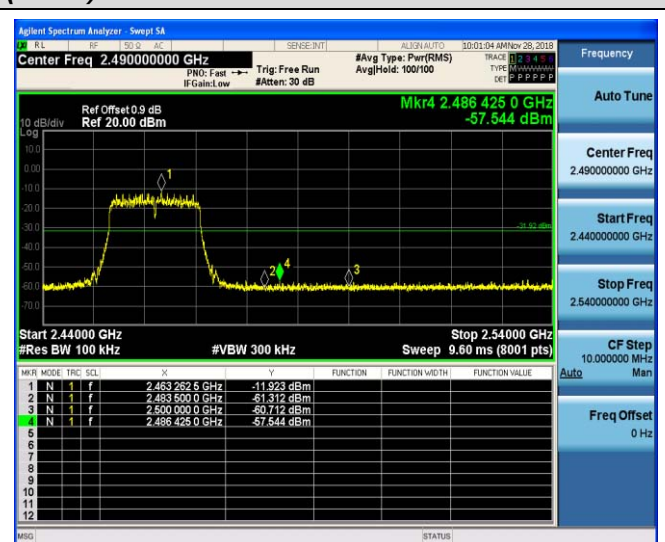 Agilent Spectrum Analyzer - Swept SA
RL RF 50 Ω AC SENSE:INT ALIGN AUTO 10:01:04 AM Nov 28, 2018
Center Freq 2.490000000 GHz #Avg Type: Pwr(RMS) TRACE 1 2 3 4 5 6
PNO: Fast Trig: Free Run Avg|Hold: 100/100 TYPE M
IFGain:Low #Atten: 30 dB DET P P P P P P
Frequency
Mkr4 2.486 425 0 GHz
Ref Offset 0.9 dB
10 dB/div Ref 20.00 dBm -57.544 dBm
Log
10.0
0.00
-10.0
-20.0
-30.0
-40.0
-50.0
-60.0
-70.0
1
2
4
3
-31.92 dBm
Start 2.44000 GHz Stop 2.54000 GHz
#Res BW 100 kHz #VBW 300 kHz Sweep 9.60 ms (8001 pts)
MKR MODE TRC SCL X Y FUNCTION FUNCTION WIDTH FUNCTION VALUE
1 N 1 f 2.463 262 5 GHz -11.923 dBm
2 N 1 f 2.483 500 0 GHz -61.312 dBm
3 N 1 f 2.500 000 0 GHz -60.712 dBm
4 N 1 f 2.486 425 0 GHz -57.544 dBm
5
6
7
8
9
10
11
12
MSG STATUS
Auto Tune
Center Freq
2.490000000 GHz
Start Freq
2.440000000 GHz
Stop Freq
2.540000000 GHz
CF Step
10.000000 MHz
Auto Man
Freq Offset
0 Hz